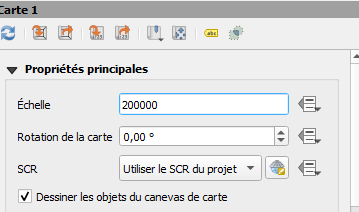 Carte 1
abc
Propriétés principales
Échelle 200000
Rotation de la carte 0,00 °
SCR Utiliser le SCR du projet
Dessiner les objets du canevas de carte